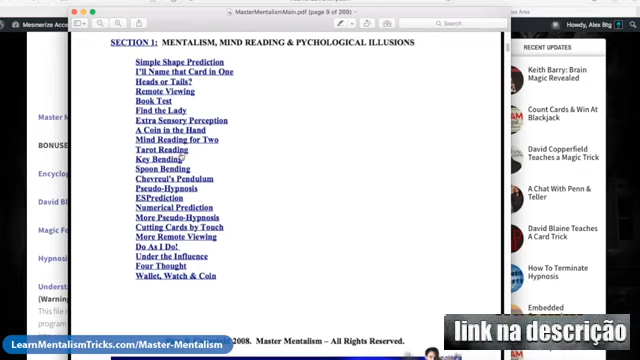 MasterMentalismMain.pdf (page 9 of 269)
Search
Mesmerize Acce
Howdy, Alex Btg
SECTION 1: MENTALISM, MIND READING & PYCHOLOGICAL ILLUSIONS
Simple Shape Prediction
I'll Name that Card in One
Heads or Tails?
Remote Viewing
Book Test
Find the Lady
Extra Sensory Perception
A Coin in the Hand
Mind Reading for Two
Tarot Reading
Key Bending
Spoon Bending
Chevreul's Pendulum
Pseudo-Hypnosis
ESPrediction
Numerical Prediction
More Pseudo-Hypnosis
Cutting Cards by Touch
More Remote Viewing
Do As I Do!
Under the Influence
Four Thought
Wallet, Watch & Coin
2008. Master Mentalism – All Rights Reserved.
Master M
BONUS
Encyclop
David D
Magic Fo
Hypnosi
Underst
(Warning
This file is
program
RECENT UPDATES
Keith Barry: Brain
Magic Revealed
Count Cards & Win At
Blackjack
David Copperfield
Teaches a Magic Trick
A Chat With Penn &
Teller
David Blaine Teaches
A Card Trick
How To Terminate
Hypnosis
Embedded
link na descrição
LearnMentalismTricks.com/Master-Mentalism